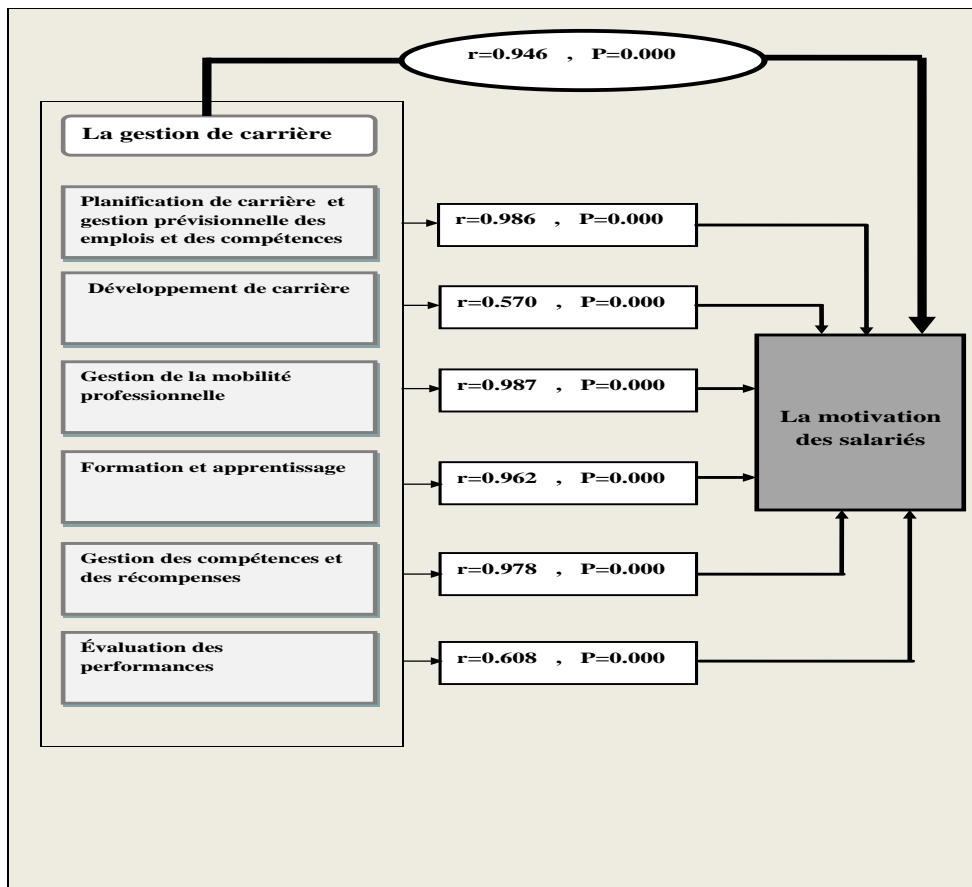 r=0.946 , P=0.000
La gestion de carrière
Planification de carrière et
gestion prévisionnelle des
emplois et des compétences
r=0.986 , P=0.000
Développement de carrière
r=0.570 , P=0.000
Gestion de la mobilité
professionnelle
r=0.987 , P=0.000
La motivation
des salariés
Formation et apprentissage
r=0.962 , P=0.000
Gestion des compétences et
des récompenses
r=0.978 , P=0.000
Évaluation des
performances
r=0.608 , P=0.000